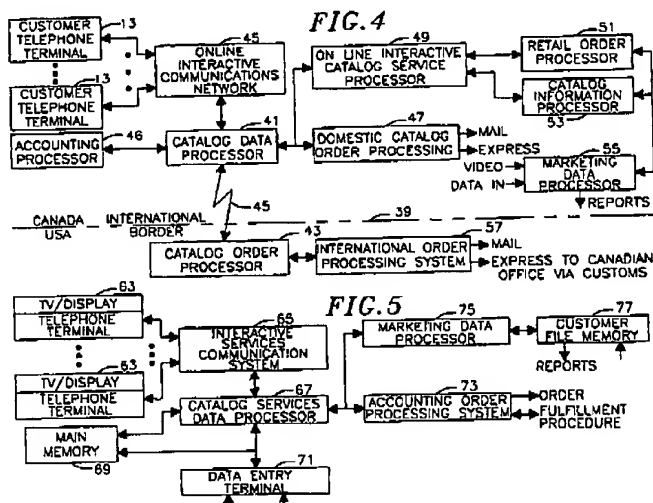 FIG.4
13
CUSTOMER
TELEPHONE
TERMINAL
13
CUSTOMER
TELEPHONE
TERMINAL
46
ACCOUNTING
PROCESSOR
45
ONLINE
INTERACTIVE
COMMUNICATIONS
NETWORK
41
CATALOG DATA
PROCESSOR
49
ON LINE INTERACTIVE
CATALOG SERVICE
PROCESSOR
47
DOMESTIC CATALOG
ORDER PROCESSING
MAIL
EXPRESS
51
RETAIL ORDER
PROCESSOR
CATALOG
INFORMATION
PROCESSOR
53
VIDEO
DATA IN
55
MARKETING
DATA
PROCESSOR
REPORTS
45
39
CANADA
USA
INTERNATIONAL
BORDER
43
CATALOG ORDER
PROCESSOR
57
INTERNATIONAL ORDER
PROCESSING SYSTEM
MAIL
EXPRESS TO CANADIAN
OFFICE VIA CUSTOMS
FIG.5
63
TV/DISPLAY
TELEPHONE
TERMINAL
63
TV/DISPLAY
TELEPHONE
TERMINAL
MAIN
MEMORY
69
65
INTERACTIVE
SERVICES
COMMUNICATION
SYSTEM
67
CATALOG SERVICES
DATA PROCESSOR
71
DATA ENTRY
TERMINAL
75
MARKETING DATA
PROCESSOR
77
CUSTOMER
FILE MEMORY
REPORTS
73
ACCOUNTING ORDER
PROCESSING SYSTEM
ORDER
FULFILLMENT
PROCEDURE